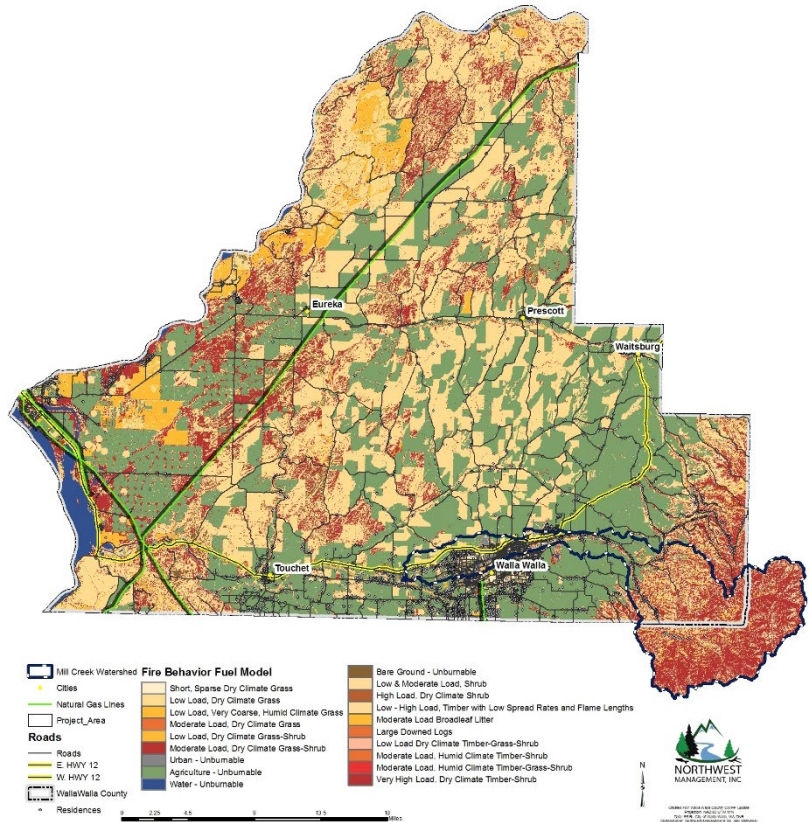 Eureka
Prescott
Waitsburg
Touchet
Walla Walla
Mill Creek Watershed
Cities
Natural Gas Lines
Project_Area
Roads
Roads
E. HWY 12
W. HWY 12
WallaWalla County
Residences
Fire Behavior Fuel Model
Short, Sparse Dry Climate Grass
Low Load, Dry Climate Grass
Low Load, Very Coarse, Humid Climate Grass
Moderate Load, Dry Climate Grass
Low Load, Dry Climate Grass-Shrub
Moderate Load, Dry Climate Grass-Shrub
Urban - Unburnable
Agriculture - Unburnable
Water - Unburnable
Bare Ground - Unburnable
Low & Moderate Load, Shrub
High Load, Dry Climate Shrub
Low - High Load, Timber with Low Spread Rates and Flame Lengths
Moderate Load Broadleaf Litter
Large Downed Logs
Low Load Dry Climate Timber-Grass-Shrub
Moderate Load, Humid Climate Timber-Shrub
Moderate Load, Humid Climate Timber-Grass-Shrub
Very High Load, Dry Climate Timber-Shrub
0 2.25 4.5 9 13.5 18
Miles
N
NORTHWEST
MANAGEMENT, INC